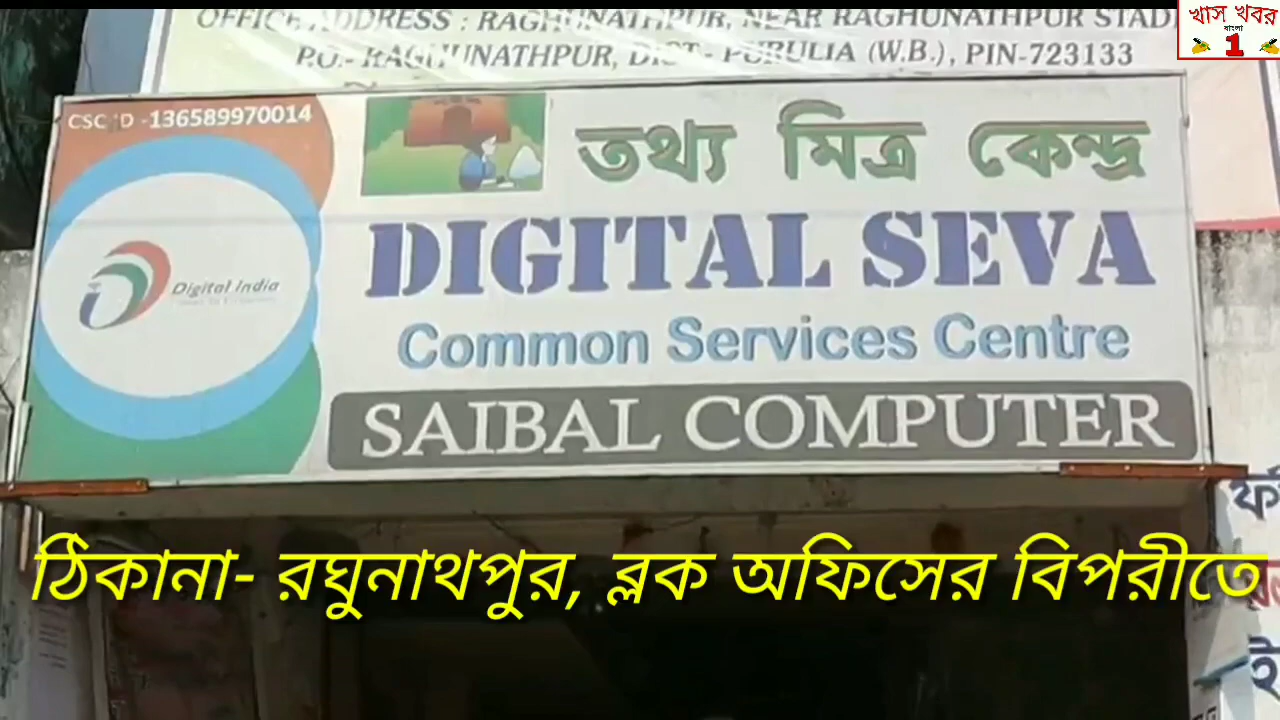 OFFICE ADDRESS : RAGHUNATHPUR, NEAR RAGHUNATHPUR STADI
P.O.- RAGHUNATHPUR, DIST - PURULIA (W.B.), PIN-723133
খাস খবর
বাংলা
1
CSC ID -136589970014
তথ্য মিত্র কেন্দ্র
DIGITAL SEVA
Digital India
Common Services Centre
SAIBAL COMPUTER
ঠিকানা- রঘুনাথপুর, ব্লক অফিসের বিপরীতে